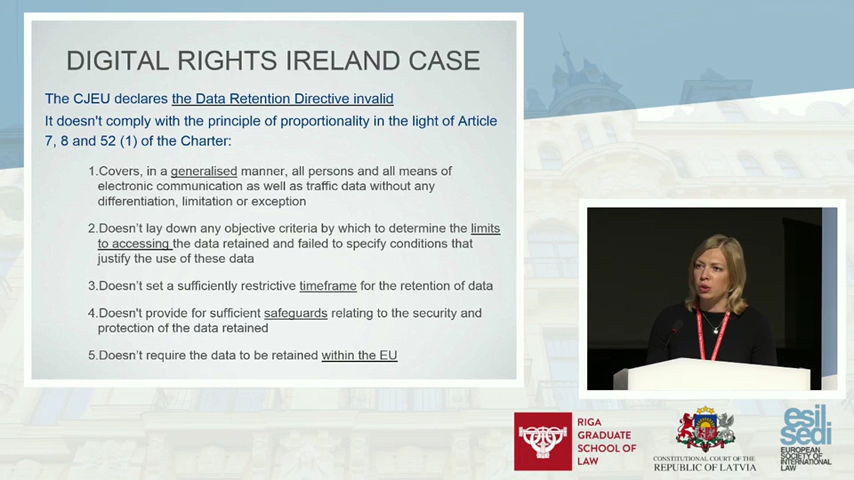 DIGITAL RIGHTS IRELAND CASE
The CJEU declares the Data Retention Directive invalid
It doesn't comply with the principle of proportionality in the light of Article
7, 8 and 52 (1) of the Charter:
1.Covers, in a generalised manner, all persons and all means of
electronic communication as well as traffic data without any
differentiation, limitation or exception
2.Doesn't lay down any objective criteria by which to determine the limits
to accessing the data retained and failed to specify conditions that
justify the use of these data
3.Doesn't set a sufficiently restrictive timeframe for the retention of data
4.Doesn't provide for sufficient safeguards relating to the security and
protection of the data retained
5.Doesn't require the data to be retained within the EU
RIGA
GRADUATE
SCHOOL OF
LAW
CONSTITUTIONAL COURT OF THE
REPUBLIC OF LATVIA
esil
sedi
EUROPEAN
SOCIETY OF
INTERNATIONAL
LAW